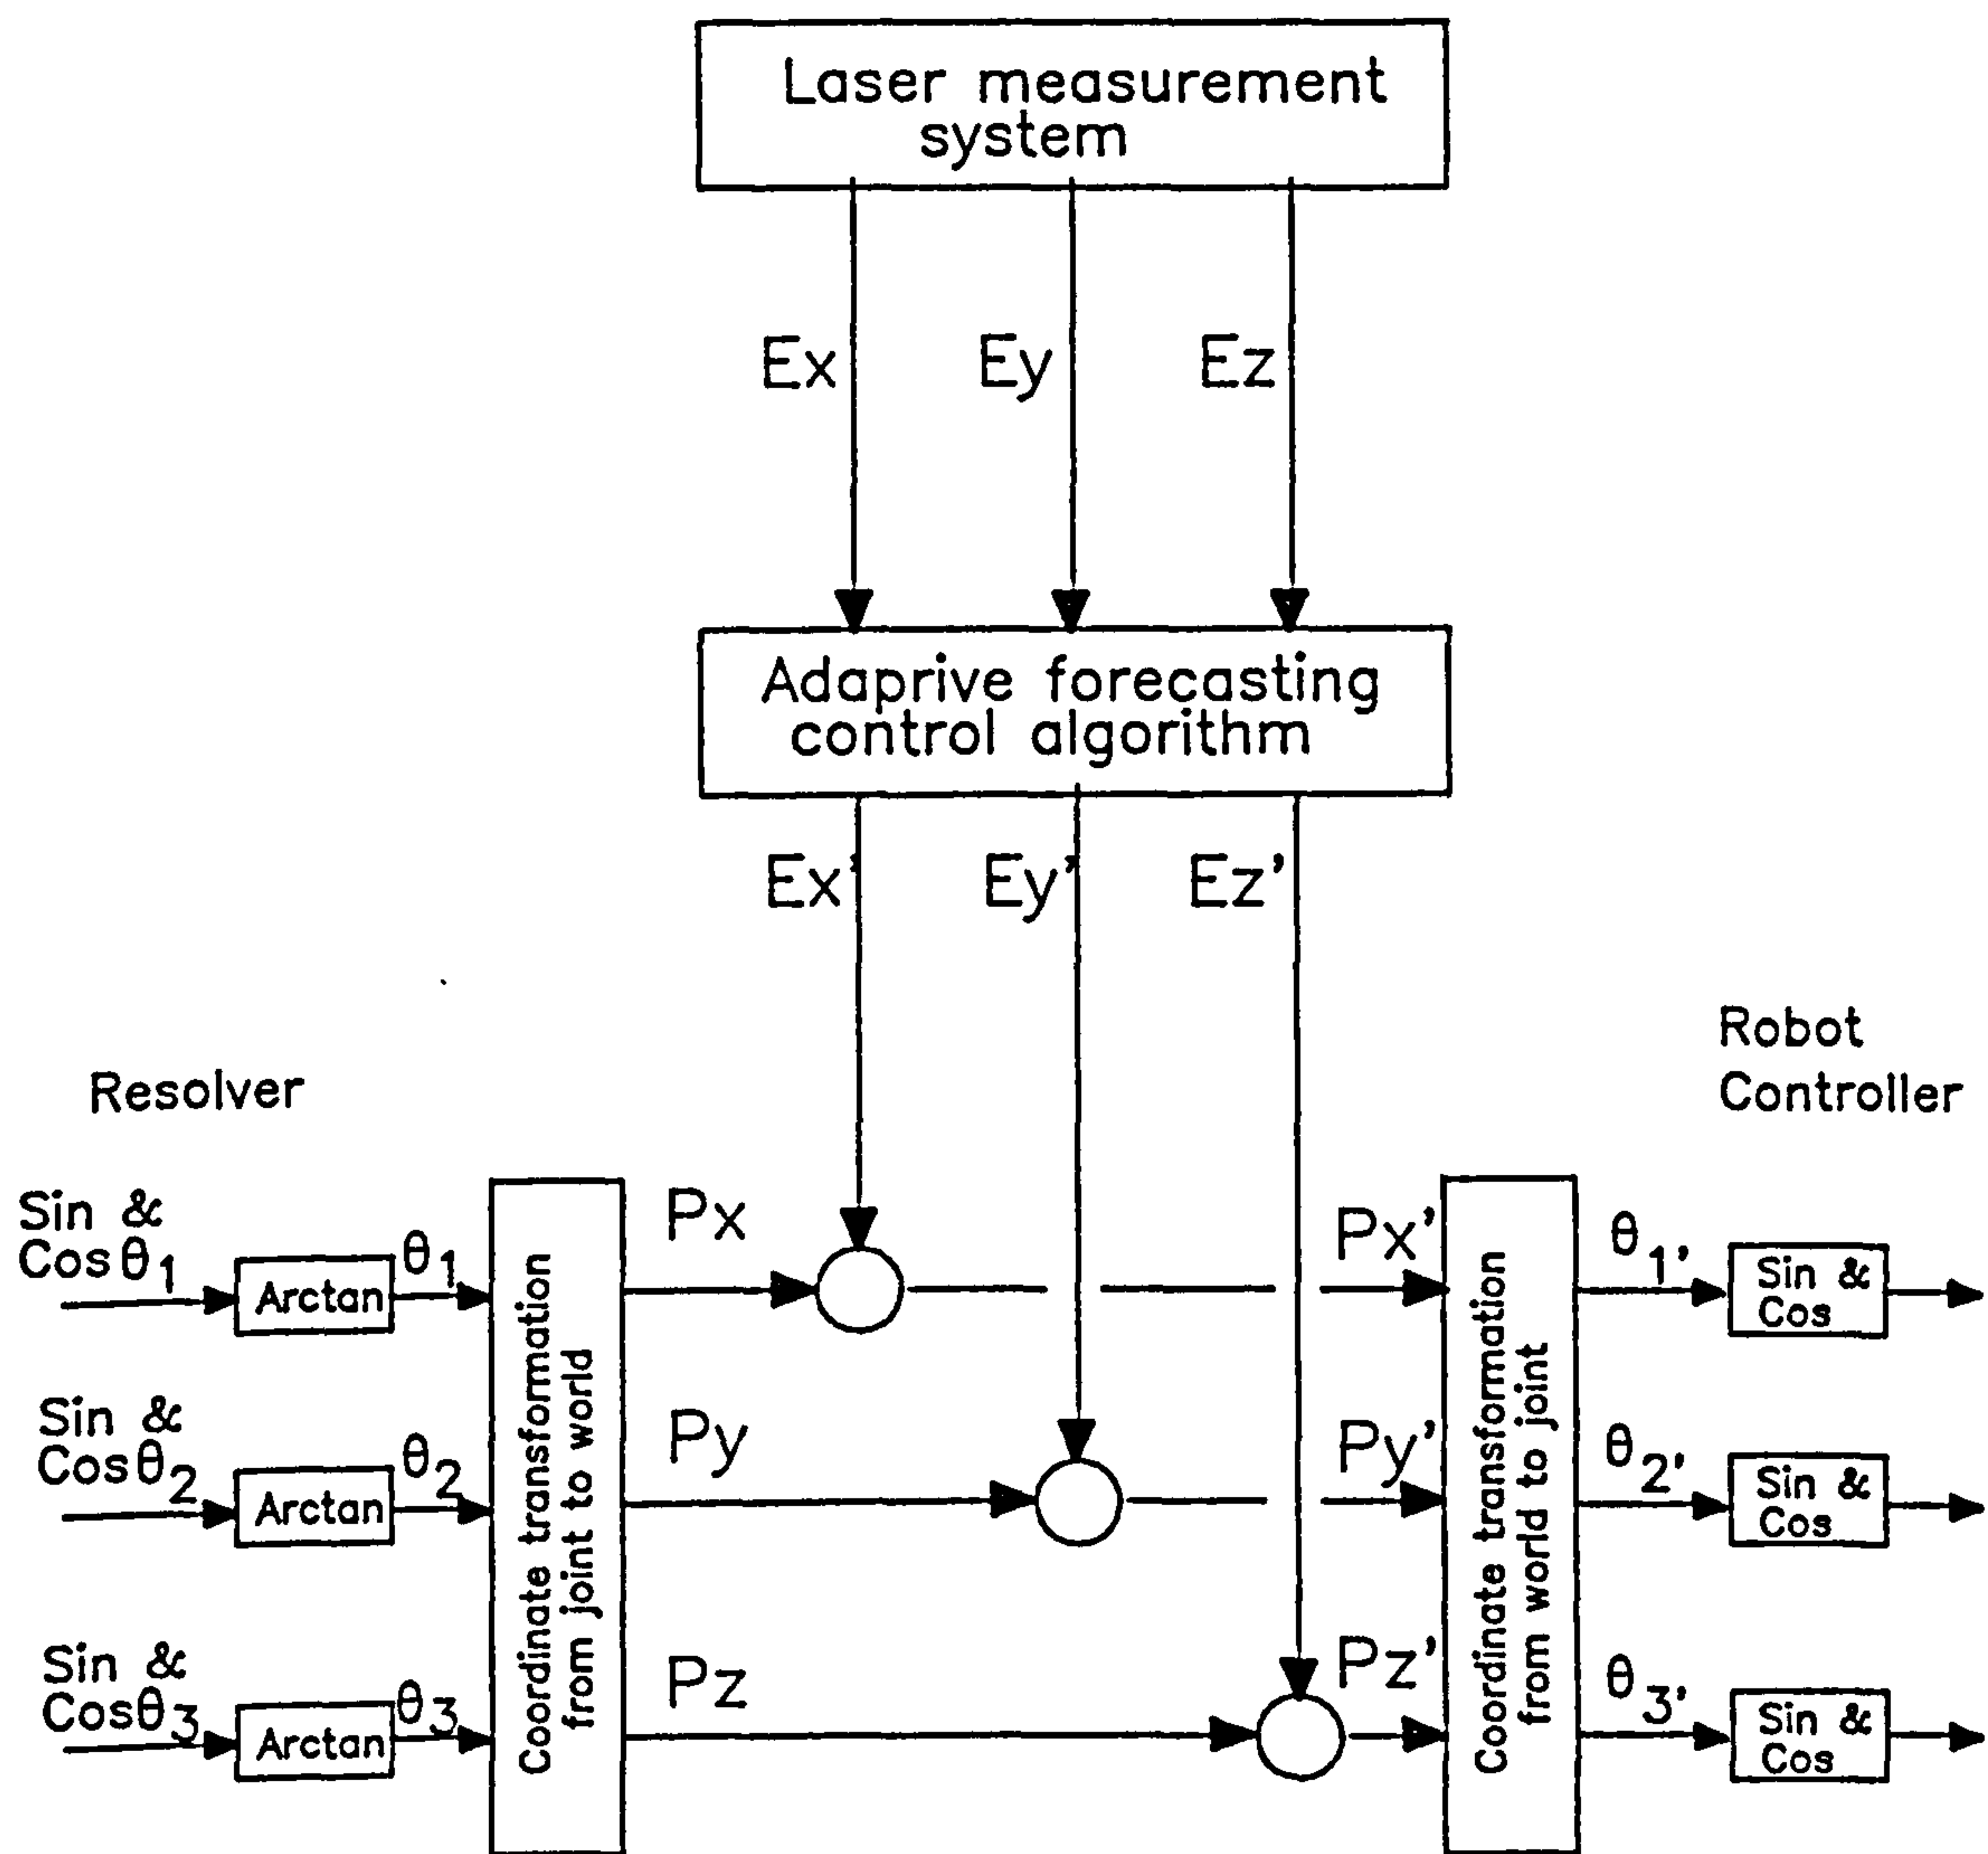 Laser measurement
system
Ex
Ey
Ez
Adaprive forecasting
control algorithm
Ex'
Ey'
Ez'
Resolver
Robot
Controller
Sin &
Cosθ1
Arctan
θ1
Sin &
Cosθ2
Arctan
θ2
Sin &
Cosθ3
Arctan
θ3
Coordinate transformation
from joint to world
Px
Py
Pz
Px'
Py'
Pz'
Coordinate transformation
from world to joint
θ1'
Sin &
Cos
θ2'
Sin &
Cos
θ3'
Sin &
Cos